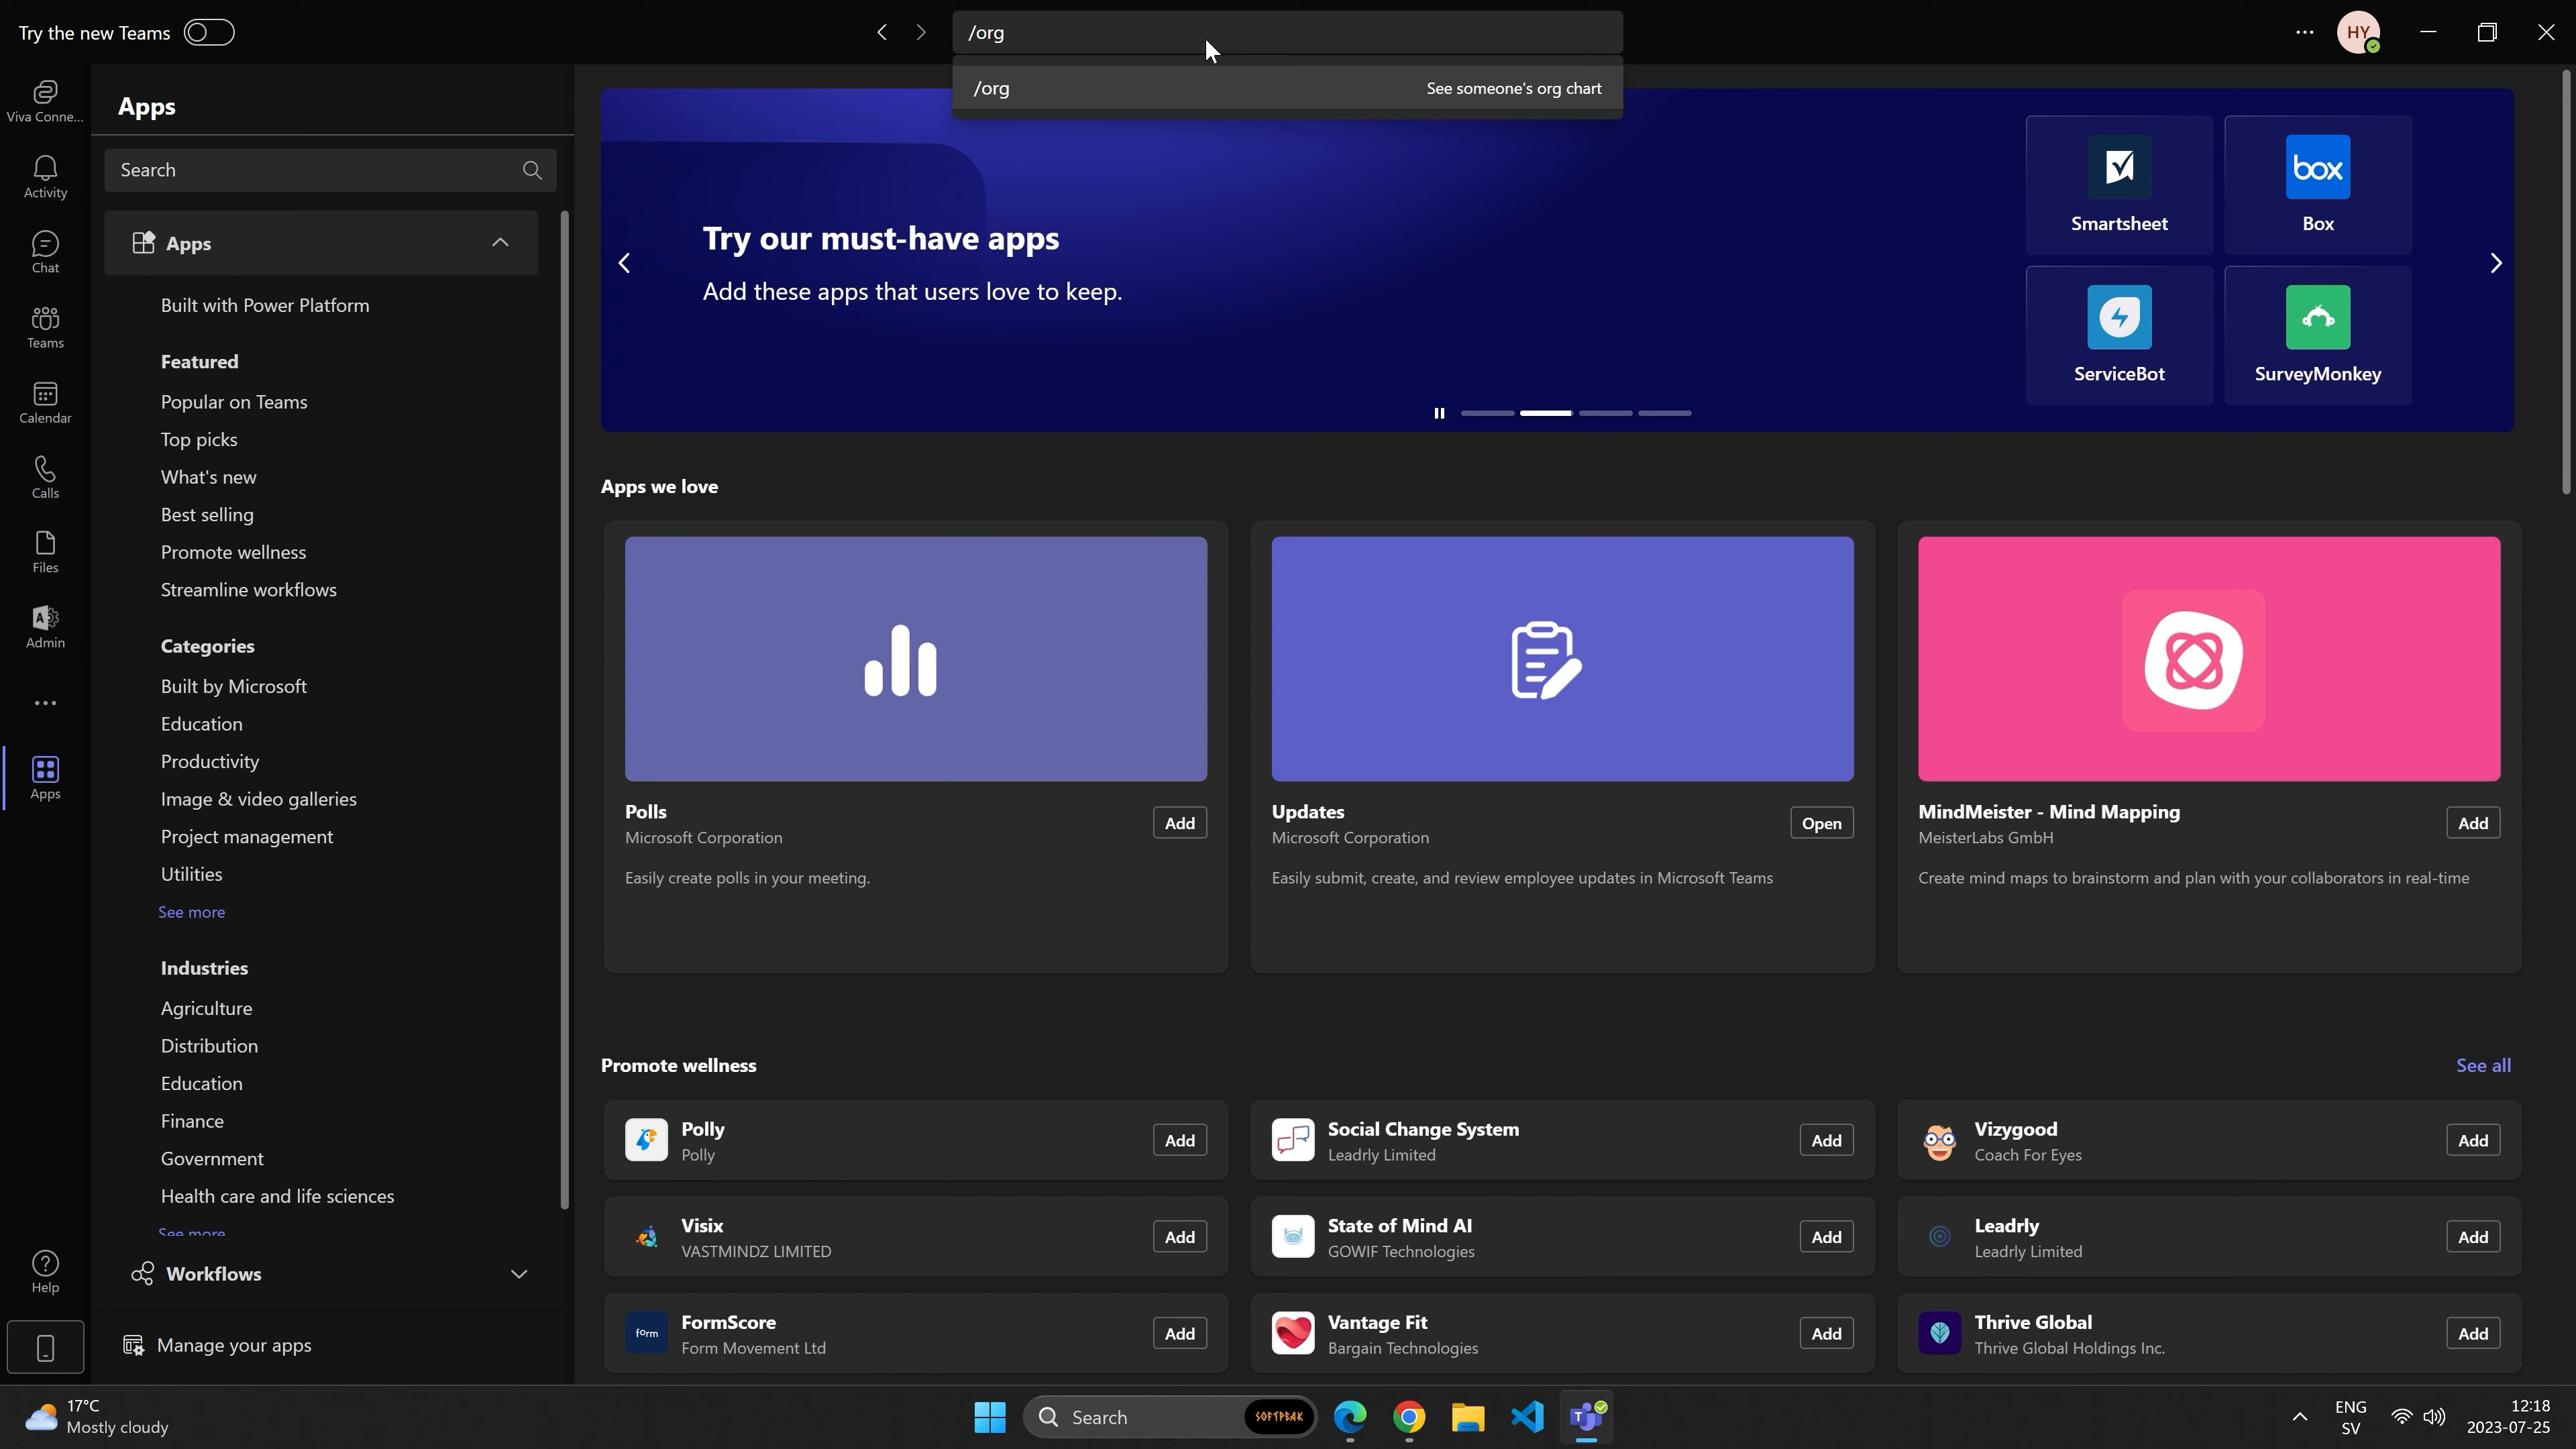 Try the new Teams
/org
HY
/org
See someone's org chart
Viva Conne...
Activity
Chat
Teams
Calendar
Calls
Files
Admin
Apps
Help
Apps
Search
Apps
Built with Power Platform
Featured
Popular on Teams
Top picks
What's new
Best selling
Promote wellness
Streamline workflows
Categories
Built by Microsoft
Education
Productivity
Image & video galleries
Project management
Utilities
See more
Industries
Agriculture
Distribution
Education
Finance
Government
Health care and life sciences
See more
Workflows
Manage your apps
Try our must-have apps
Add these apps that users love to keep.
Smartsheet
box
Box
ServiceBot
SurveyMonkey
Apps we love
Polls
Microsoft Corporation
Add
Easily create polls in your meeting.
Updates
Microsoft Corporation
Open
Easily submit, create, and review employee updates in Microsoft Teams
MindMeister - Mind Mapping
MeisterLabs GmbH
Add
Create mind maps to brainstorm and plan with your collaborators in real-time
Promote wellness
See all
Polly
Polly
Add
Social Change System
Leadrly Limited
Add
Vizygood
Coach For Eyes
Add
Visix
VASTMINDZ LIMITED
Add
State of Mind AI
GOWIF Technologies
Add
Leadrly
Leadrly Limited
Add
form
FormScore
Form Movement Ltd
Add
Vantage Fit
Bargain Technologies
Add
Thrive Global
Thrive Global Holdings Inc.
Add
17°C
Mostly cloudy
Search
SOFTPEAK
ENG
SV
12:18
2023-07-25